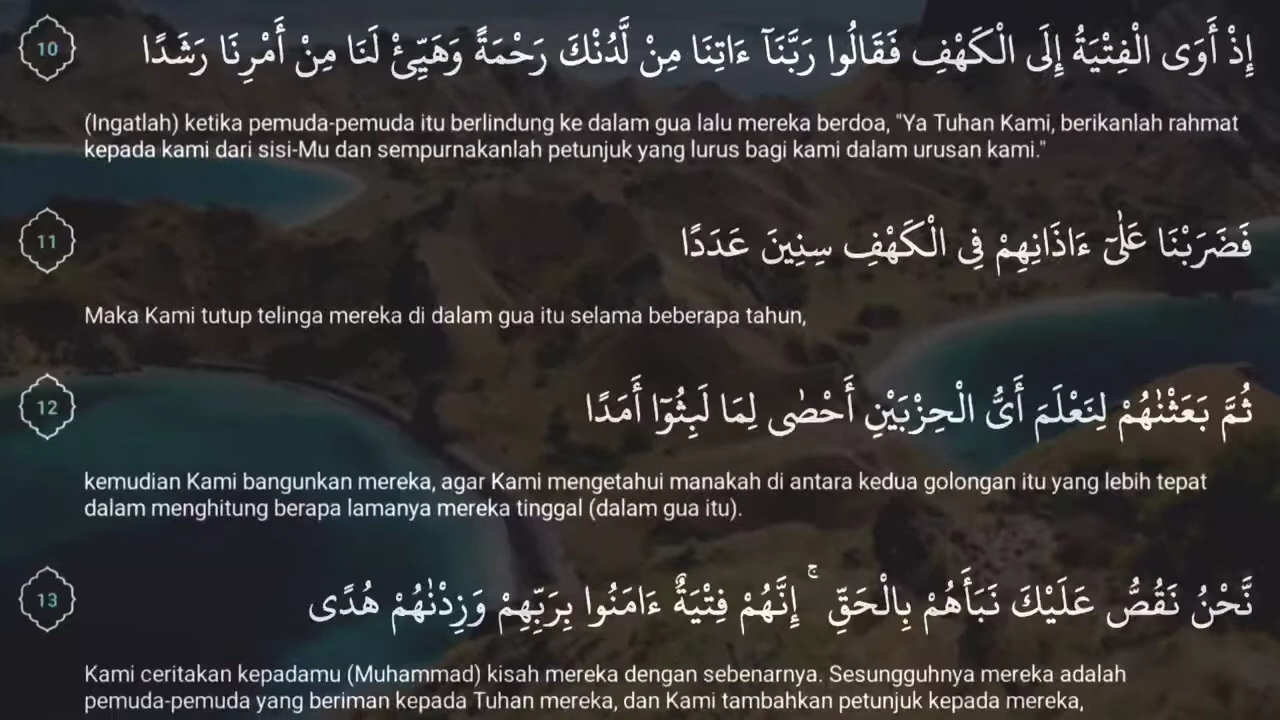 10
إِذْ أَوَى الْفِتْيَةُ إِلَى الْكَهْفِ فَقَالُوا رَبَّنَآ ءَاتِنَا مِنْ لَّدُنْكَ رَحْمَةً وَهَيِّئْ لَنَا مِنْ أَمْرِنَا رَشَدًا
(Ingatlah) ketika pemuda-pemuda itu berlindung ke dalam gua lalu mereka berdoa, "Ya Tuhan Kami, berikanlah rahmat
kepada kami dari sisi-Mu dan sempurnakanlah petunjuk yang lurus bagi kami dalam urusan kami."
11
فَضَرَبْنَا عَلٰىٓ ءَاذَانِهِمْ فِى الْكَهْفِ سِنِينَ عَدَدًا
Maka Kami tutup telinga mereka di dalam gua itu selama beberapa tahun,
12
ثُمَّ بَعَثْنٰهُمْ لِنَعْلَمَ أَىُّ الْحِزْبَيْنِ أَحْصٰى لِمَا لَبِثُوٓا أَمَدًا
kemudian Kami bangunkan mereka, agar Kami mengetahui manakah di antara kedua golongan itu yang lebih tepat
dalam menghitung berapa lamanya mereka tinggal (dalam gua itu).
13
نَّحْنُ نَقُصُّ عَلَيْكَ نَبَأَهُمْ بِالْحَقِّ ۚ إِنَّهُمْ فِتْيَةٌ ءَامَنُوا بِرَبِّهِمْ وَزِدْنٰهُمْ هُدًى
Kami ceritakan kepadamu (Muhammad) kisah mereka dengan sebenarnya. Sesungguhnya mereka adalah
pemuda-pemuda yang beriman kepada Tuhan mereka, dan Kami tambahkan petunjuk kepada mereka,